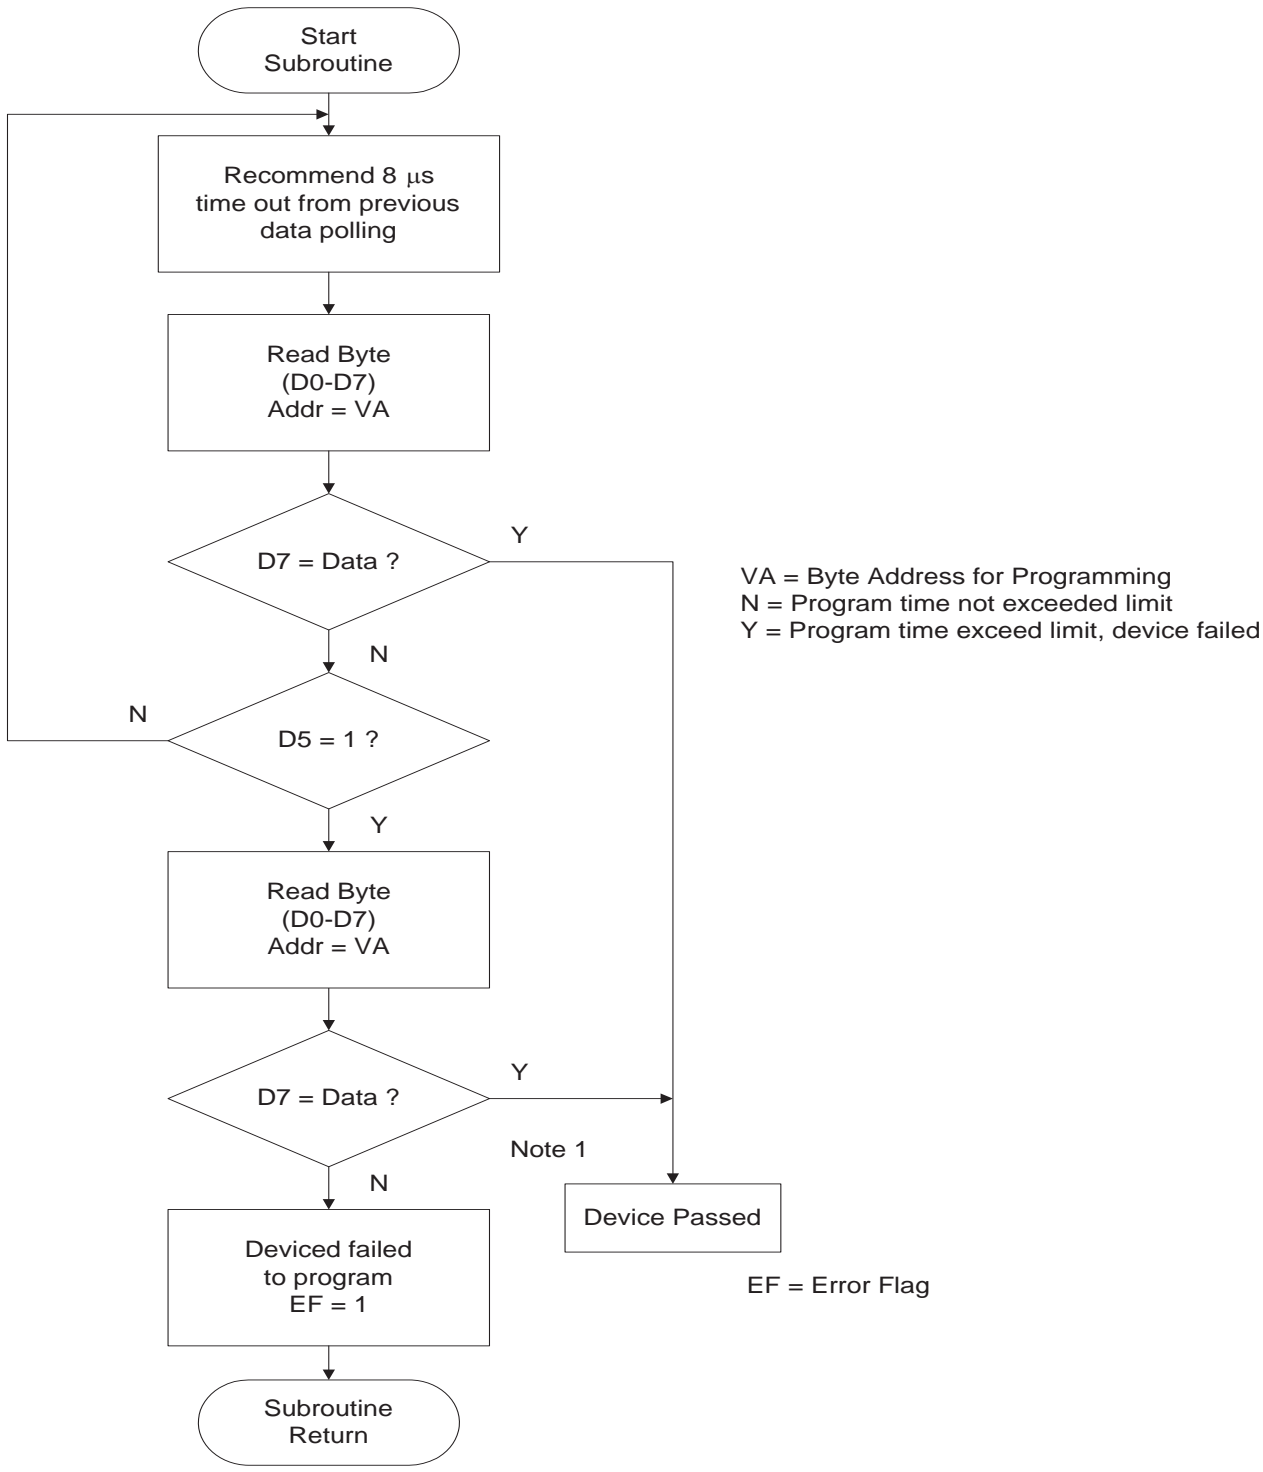 Start
Subroutine
Recommend 8 μs
time out from previous
data polling
Read Byte
(D0-D7)
Addr = VA
D7 = Data ?
Y
VA = Byte Address for Programming
N = Program time not exceeded limit
Y = Program time exceed limit, device failed
N
N
D5 = 1 ?
Y
Read Byte
(D0-D7)
Addr = VA
D7 = Data ?
Y
Note 1
N
Device Passed
Deviced failed
to program
EF = 1
EF = Error Flag
Subroutine
Return